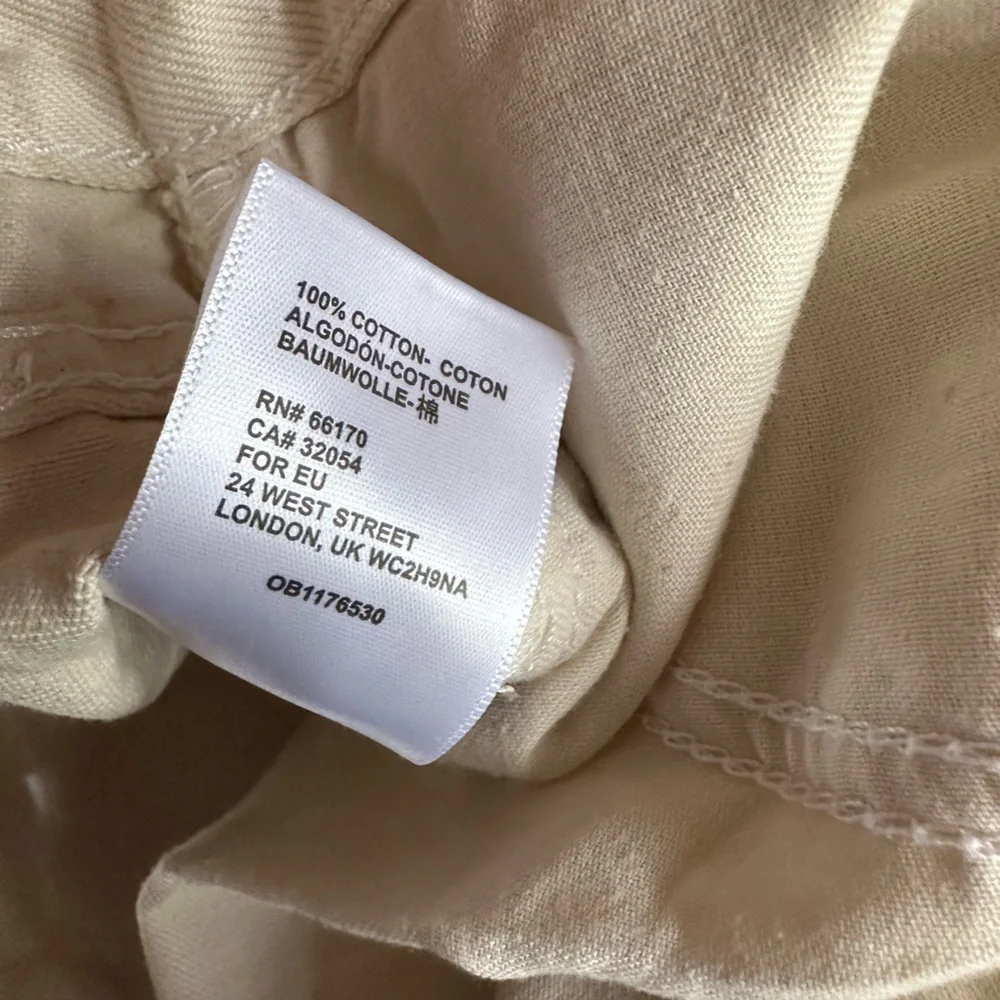 100% COTTON- COTON
ALGODÓN-COTONE
BAUMWOLLE-棉
RN# 66170
CA# 32054
FOR EU
24 WEST STREET
LONDON, UK WC2H9NA
OB1176530